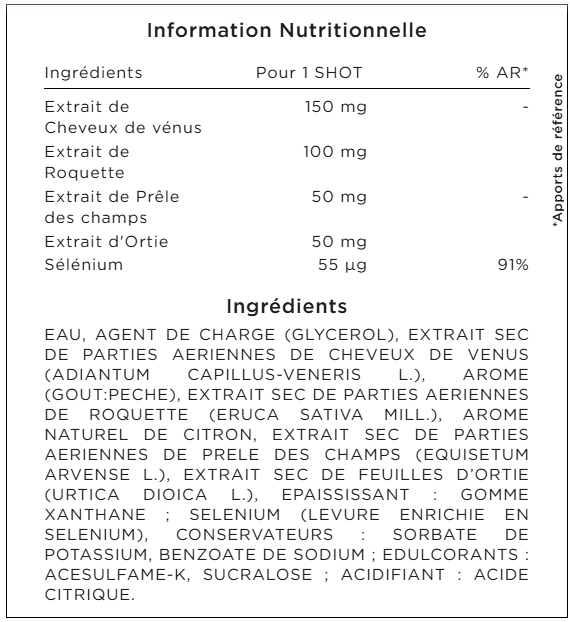 Information Nutritionnelle
Ingrédients Pour 1 SHOT % AR*
Extrait de 150 mg -
Cheveux de vénus
Extrait de 100 mg
Roquette
Extrait de Prêle 50 mg -
des champs
Extrait d'Ortie 50 mg
Sélénium 55 µg 91%
*Apports de référence
Ingrédients
EAU, AGENT DE CHARGE (GLYCEROL), EXTRAIT SEC
DE PARTIES AERIENNES DE CHEVEUX DE VENUS
(ADIANTUM CAPILLUS-VENERIS L.), AROME
(GOUT:PECHE), EXTRAIT SEC DE PARTIES AERIENNES
DE ROQUETTE (ERUCA SATIVA MILL.), AROME
NATUREL DE CITRON, EXTRAIT SEC DE PARTIES
AERIENNES DE PRELE DES CHAMPS (EQUISETUM
ARVENSE L.), EXTRAIT SEC DE FEUILLES D’ORTIE
(URTICA DIOICA L.), EPAISSISSANT : GOMME
XANTHANE ; SELENIUM (LEVURE ENRICHIE EN
SELENIUM), CONSERVATEURS : SORBATE DE
POTASSIUM, BENZOATE DE SODIUM ; EDULCORANTS :
ACESULFAME-K, SUCRALOSE ; ACIDIFIANT : ACIDE
CITRIQUE.